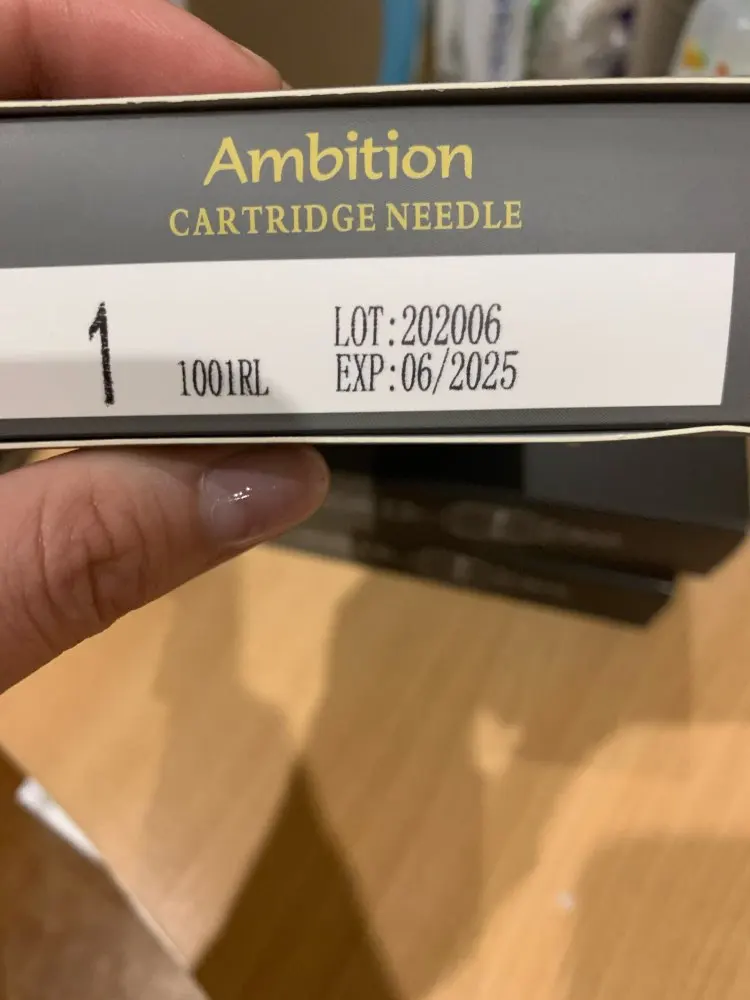 Ambition
CARTRIDGE NEEDLE
1
1001RL
LOT:202006
EXP:06/2025